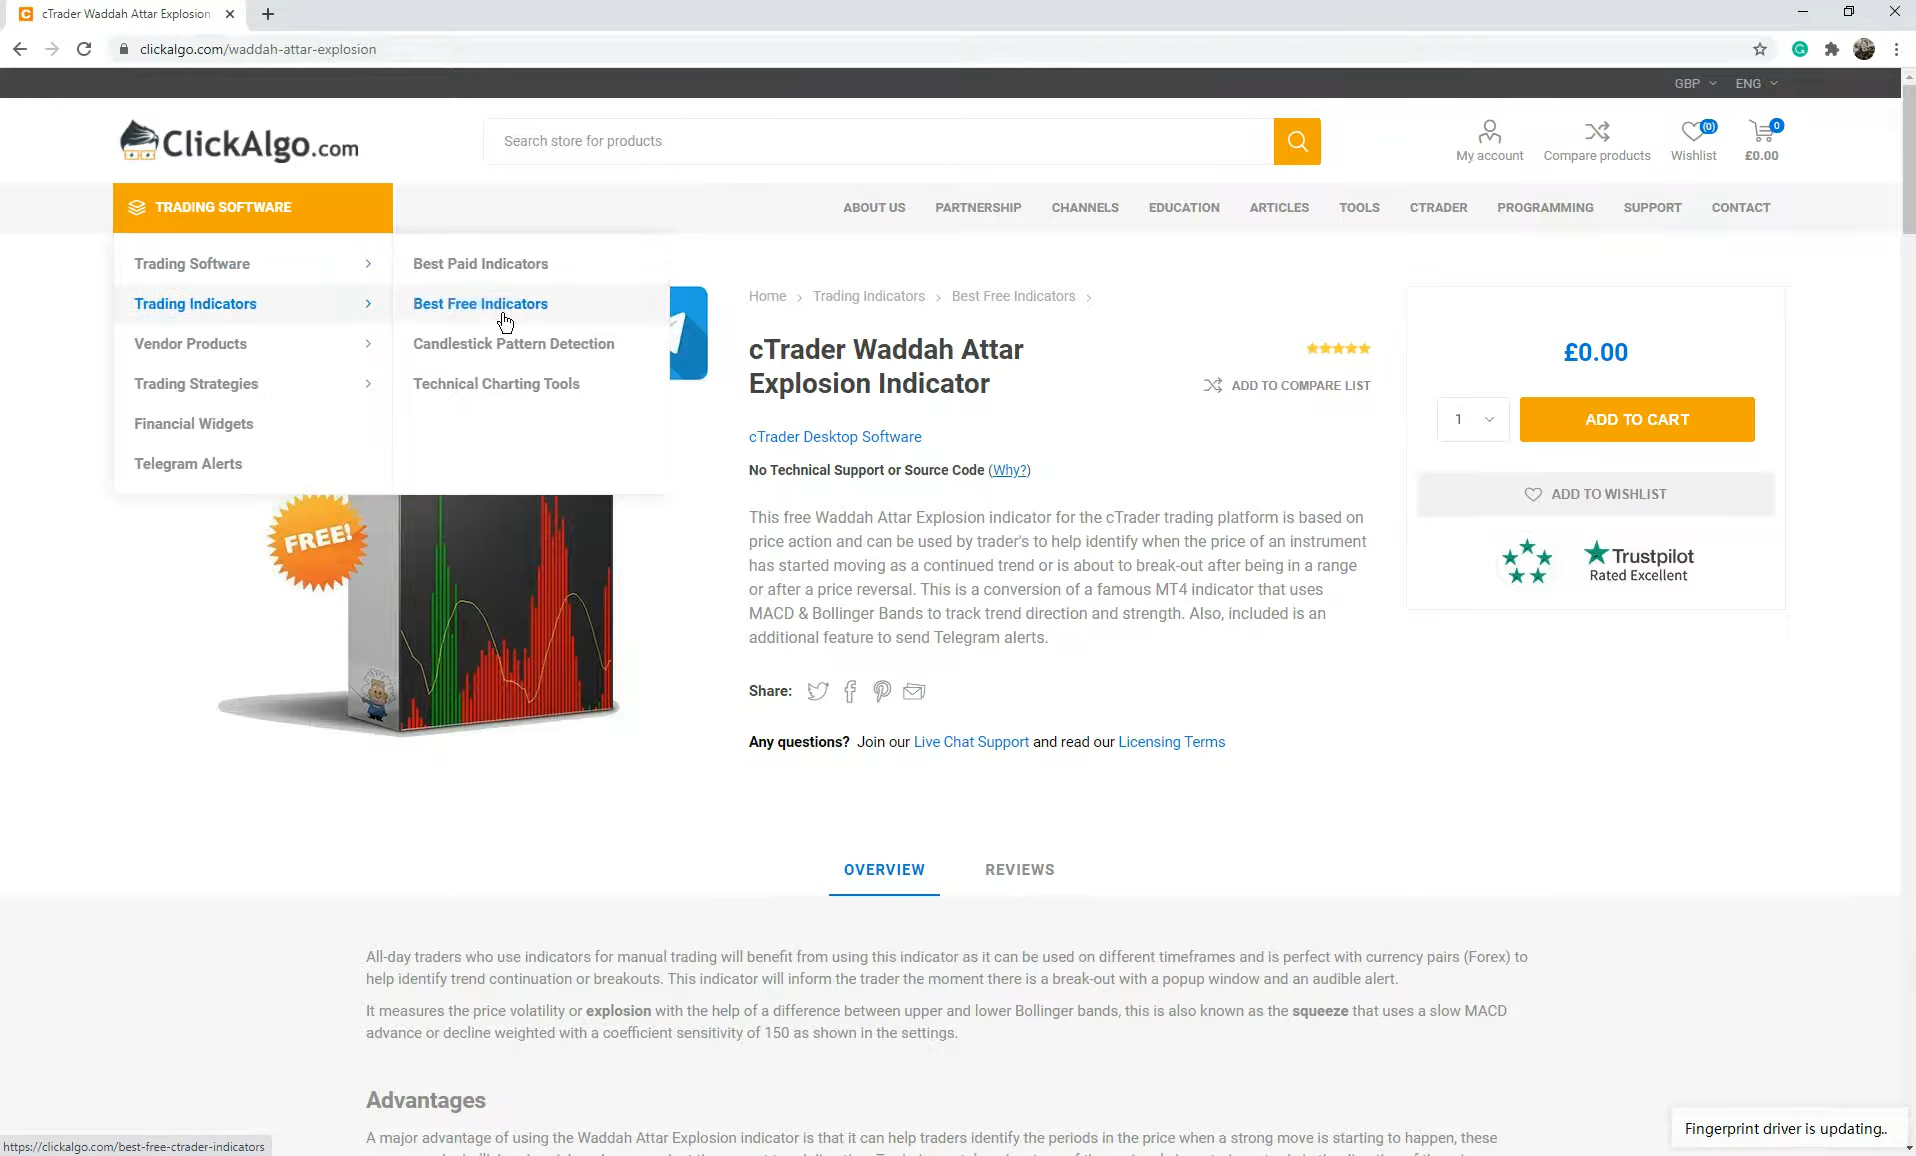 cTrader Waddah Attar Explosion
clickalgo.com/waddah-attar-explosion
GBP
ENG
ClickAlgo.com
Search store for products
My account
Compare products
(0)
Wishlist
0
£0.00
TRADING SOFTWARE
ABOUT US
PARTNERSHIP
CHANNELS
EDUCATION
ARTICLES
TOOLS
CTRADER
PROGRAMMING
SUPPORT
CONTACT
Trading Software
Trading Indicators
Vendor Products
Trading Strategies
Financial Widgets
Telegram Alerts
Best Paid Indicators
Best Free Indicators
Candlestick Pattern Detection
Technical Charting Tools
FREE!
Home > Trading Indicators > Best Free Indicators >
cTrader Waddah Attar
Explosion Indicator
ADD TO COMPARE LIST
cTrader Desktop Software
No Technical Support or Source Code (Why?)
This free Waddah Attar Explosion indicator for the cTrader trading platform is based on
price action and can be used by trader's to help identify when the price of an instrument
has started moving as a continued trend or is about to break-out after being in a range
or after a price reversal. This is a conversion of a famous MT4 indicator that uses
MACD & Bollinger Bands to track trend direction and strength. Also, included is an
additional feature to send Telegram alerts.
Share:
Any questions? Join our Live Chat Support and read our Licensing Terms
£0.00
1
ADD TO CART
ADD TO WISHLIST
Trustpilot
Rated Excellent
OVERVIEW
REVIEWS
All-day traders who use indicators for manual trading will benefit from using this indicator as it can be used on different timeframes and is perfect with currency pairs (Forex) to
help identify trend continuation or breakouts. This indicator will inform the trader the moment there is a break-out with a popup window and an audible alert.
It measures the price volatility or explosion with the help of a difference between upper and lower Bollinger bands, this is also known as the squeeze that uses a slow MACD
advance or decline weighted with a coefficient sensitivity of 150 as shown in the settings.
Advantages
A major advantage of using the Waddah Attar Explosion indicator is that it can help traders identify the periods in the price when a strong move is starting to happen, these
https://clickalgo.com/best-free-ctrader-indicators
Fingerprint driver is updating..